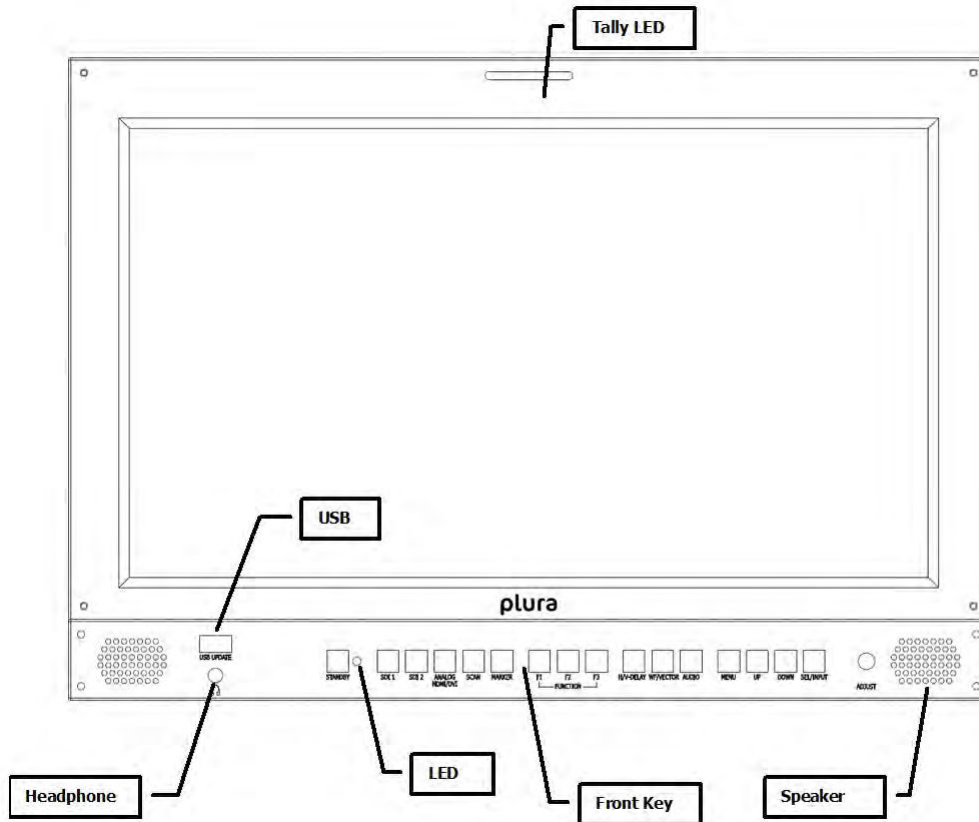 Tally LED
USB
plura
USB UPDATE
STANDBY
SDI 1
SDI 2
ANALOG
HDMI/DVI
SCAN
MARKER
F1
F2
F3
FUNCTION
H/V-DELAY
WF/VECTOR
AUDIO
MENU
UP
DOWN
SEL/INPUT
ADJUST
Headphone
LED
Front Key
Speaker